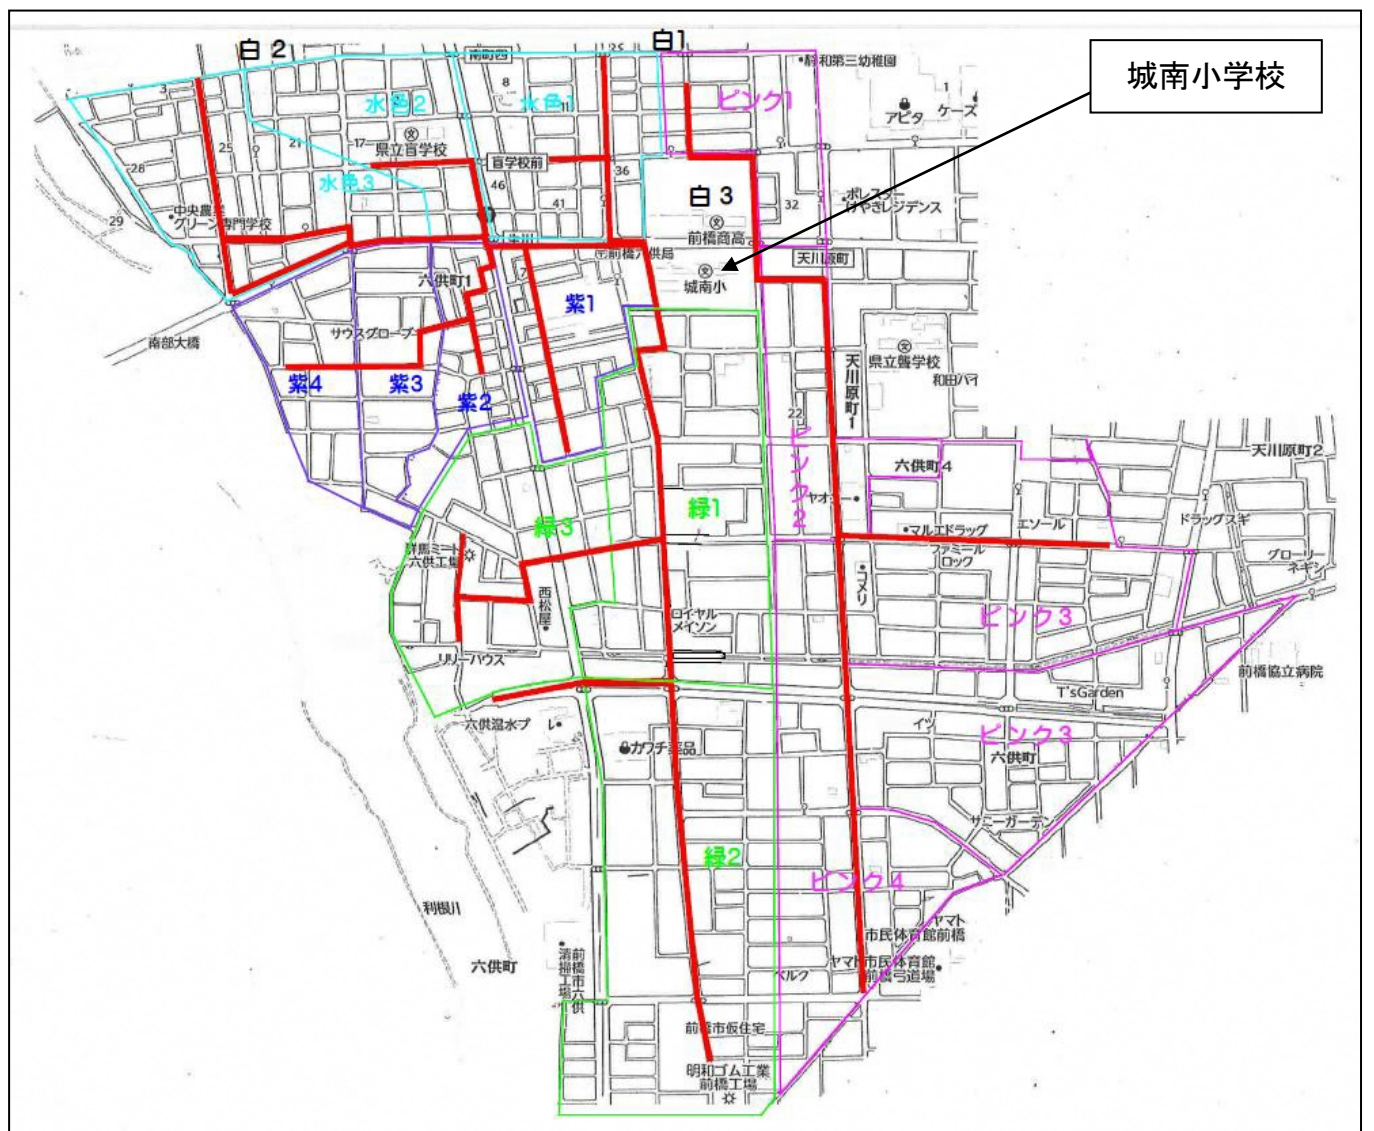 白2
白1
城南小学校
南町四
25
静和第三幼稚園
3
8
1
水色2
水色1
11
ピンク1
アピタ
ケーズ
25
21
17
県立盲学校
盲学校前
28
36
水色3
46
白3
29
41
32
ポレスター
けやきレジデンス
中央農業
グリーン専門学校
前橋商高
生川
前橋六供局
天川原町
六供町1
7
城南小
紫1
南部大橋
サウスグローブ
県立聾学校
天川原町1
和田ハイ
紫4
紫3
紫2
22
ピンク2
天川原町2
六供町4
ヤオコー
緑1
緑3
マルエドラッグ
エソール
ドラッグスギ
群馬ミート
六供工場
ファミール
ロック
グローリー
ネギシ
コメリ
西松屋
ロイヤル
メイソン
ピンク3
リリーハウス
前橋協立病院
T'sGarden
六供温水プ
レ
イツ
ピンク3
カワチ薬品
六供町
サニーガーデン
緑2
ピンク4
利根川
ヤマト
市民体育館前橋
前橋市六供
清掃工場
六供町
ベルク
ヤマト市民体育館
前橋弓道場
前橋市仮住宅
明和ゴム工業
前橋工場